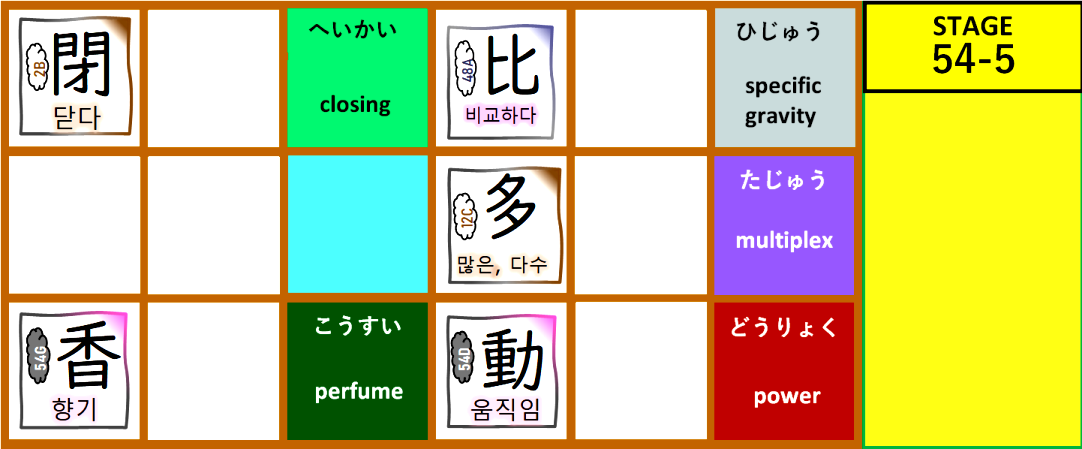 2B
閉
닫다
へいかい
closing
48A
比
비교하다
ひじゅう
specific
gravity
STAGE
54-5
12C
多
많은, 다수
たじゅう
multiplex
54G
香
향기
こうすい
perfume
54D
動
움직임
どうりょく
power